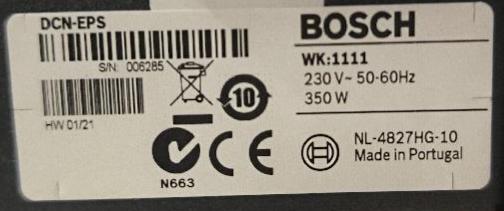 DCN-EPS
S/N: 006285
HW 01/21
10
N663
CE
BOSCH
WK:1111
230 V~ 50-60Hz
350 W
NL-4827HG-10
Made in Portugal